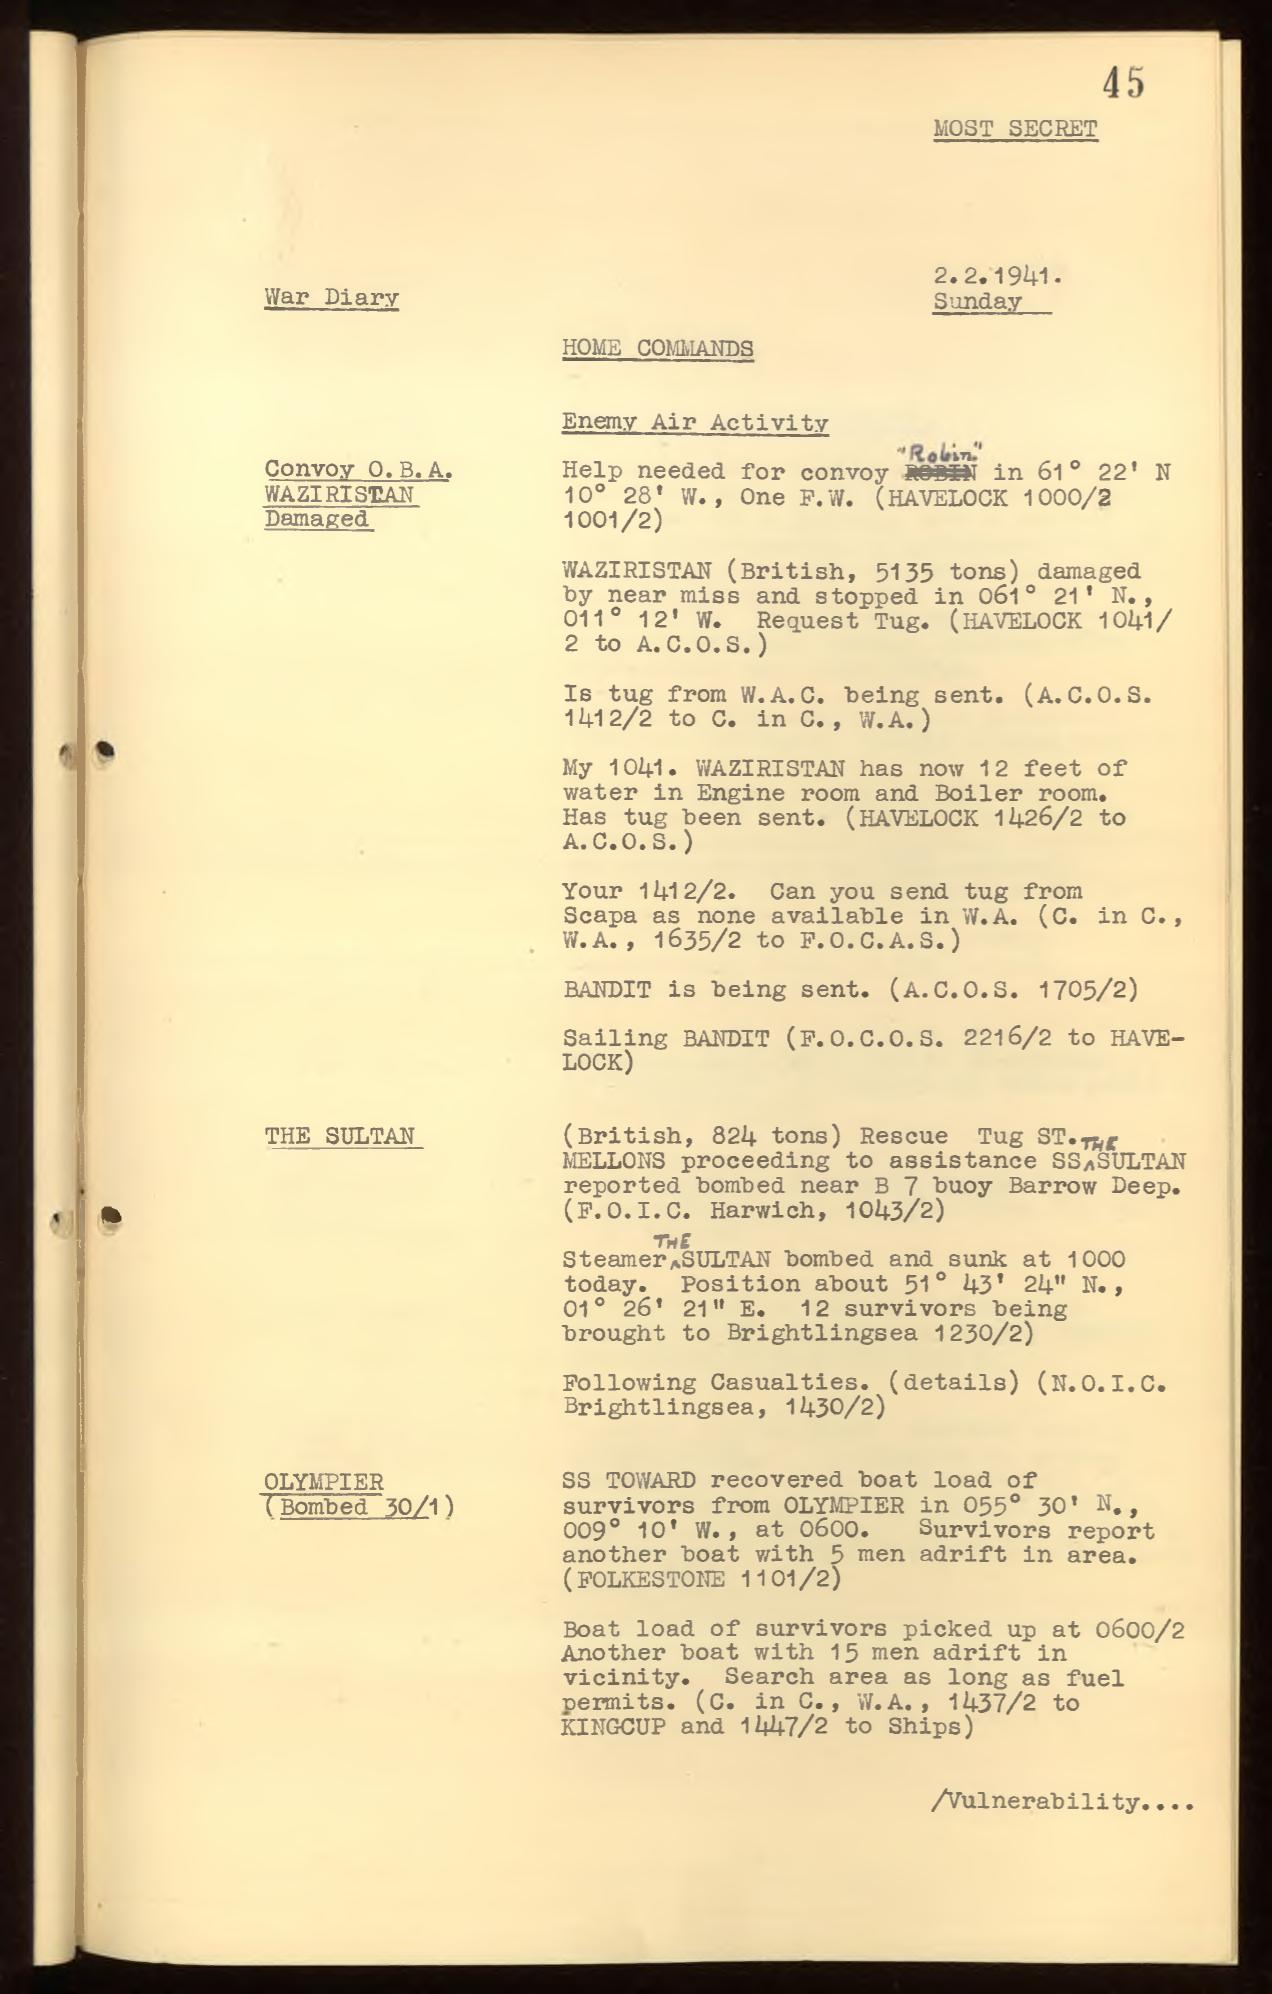 45
MOST SECRET
2.2.1941.
War Diary
Sunday
HOME COMMANDS
Enemy Air Activity
"Robin"
Convoy O.B.A.
WAZIRISTAN
Damaged
Help needed for convoy ROBIN in 61° 22' N
10° 28' W., One F.W. (HAVELOCK 1000/2
1001/2)
WAZIRISTAN (British, 5135 tons) damaged
by near miss and stopped in 061° 21' N.,
011° 12' W. Request Tug. (HAVELOCK 1041/
2 to A.C.O.S.)
Is tug from W.A.C. being sent. (A.C.O.S.
1412/2 to C. in C., W.A.)
My 1041. WAZIRISTAN has now 12 feet of
water in Engine room and Boiler room.
Has tug been sent. (HAVELOCK 1426/2 to
A.C.O.S.)
Your 1412/2. Can you send tug from
Scapa as none available in W.A. (C. in C.,
W.A., 1635/2 to F.O.C.A.S.)
BANDIT is being sent. (A.C.O.S. 1705/2)
Sailing BANDIT (F.O.C.O.S. 2216/2 to HAVE-
LOCK)
THE SULTAN
(British, 824 tons) Rescue Tug ST.
THE
MELLONS proceeding to assistance SS^SULTAN
reported bombed near B 7 buoy Barrow Deep.
(F.O.I.C. Harwich, 1043/2)
THE
Steamer^SULTAN bombed and sunk at 1000
today. Position about 51° 43' 24" N.,
01° 26' 21" E. 12 survivors being
brought to Brightlingsea 1230/2)
Following Casualties. (details) (N.O.I.C.
Brightlingsea, 1430/2)
OLYMPIER
(Bombed 30/1)
SS TOWARD recovered boat load of
survivors from OLYMPIER in 055° 30' N.,
009° 10' W., at 0600. Survivors report
another boat with 5 men adrift in area.
(FOLKESTONE 1101/2)
Boat load of survivors picked up at 0600/2
Another boat with 15 men adrift in
vicinity. Search area as long as fuel
permits. (C. in C., W.A., 1437/2 to
KINGCUP and 1447/2 to Ships)
/Vulnerability....